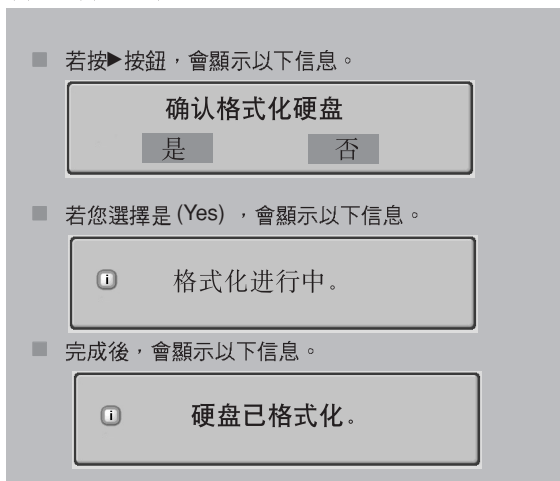 若按▶按鈕，會顯示以下信息。
确认格式化硬盘
是 否
若您選擇是 (Yes) ，會顯示以下信息。
格式化进行中。
完成後，會顯示以下信息。
硬盘已格式化。